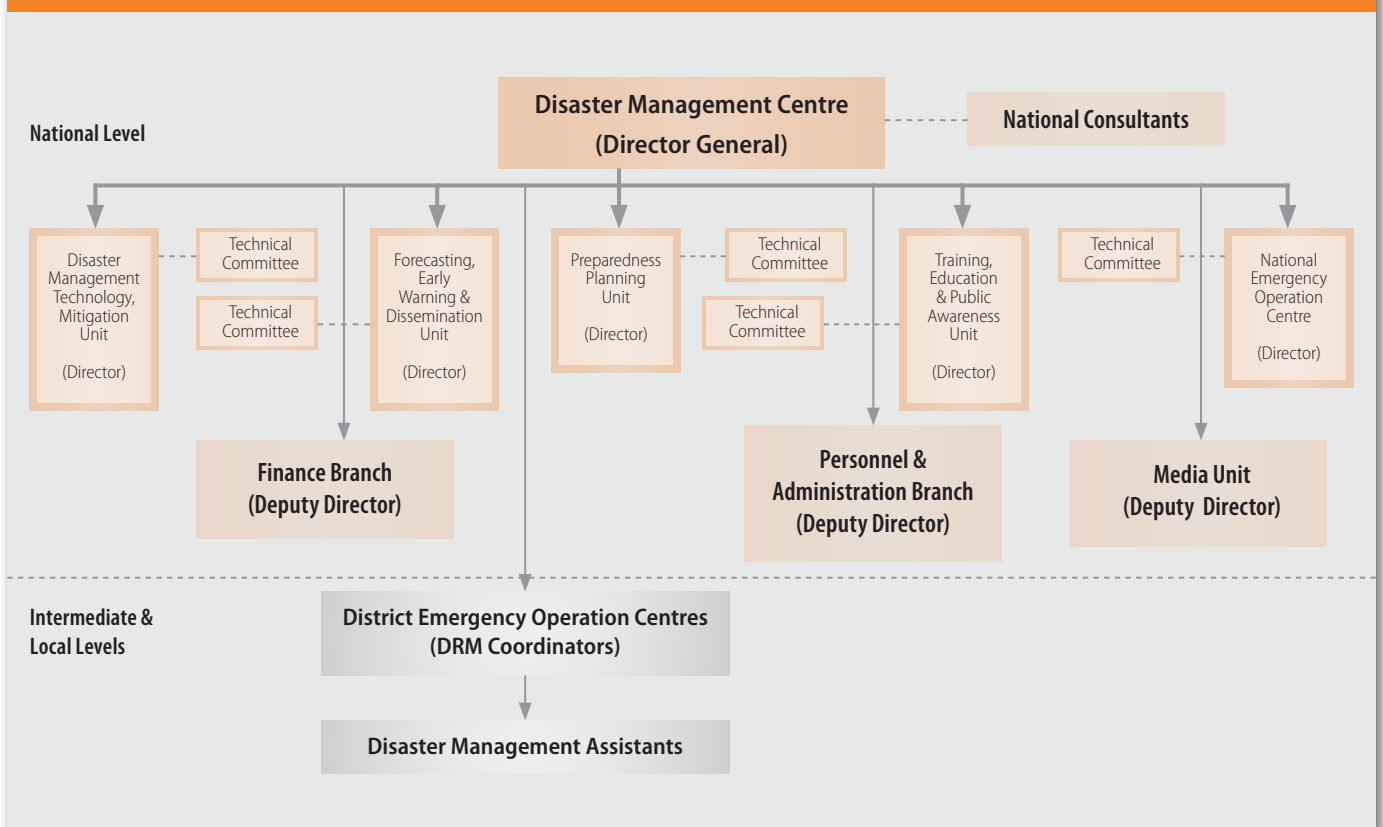 Disaster Management Centre
(Director General)
National Consultants
National Level
Disaster
Management
Technology,
Mitigation
Unit
(Director)
Technical
Committee
Technical
Committee
Forecasting,
Early
Warning &
Dissemination
Unit
(Director)
Preparedness
Planning
Unit
(Director)
Technical
Committee
Technical
Committee
Training,
Education
& Public
Awareness
Unit
(Director)
Technical
Committee
National
Emergency
Operation
Centre
(Director)
Finance Branch
(Deputy Director)
Personnel &
Administration Branch
(Deputy Director)
Media Unit
(Deputy Director)
Intermediate &
Local Levels
District Emergency Operation Centres
(DRM Coordinators)
Disaster Management Assistants